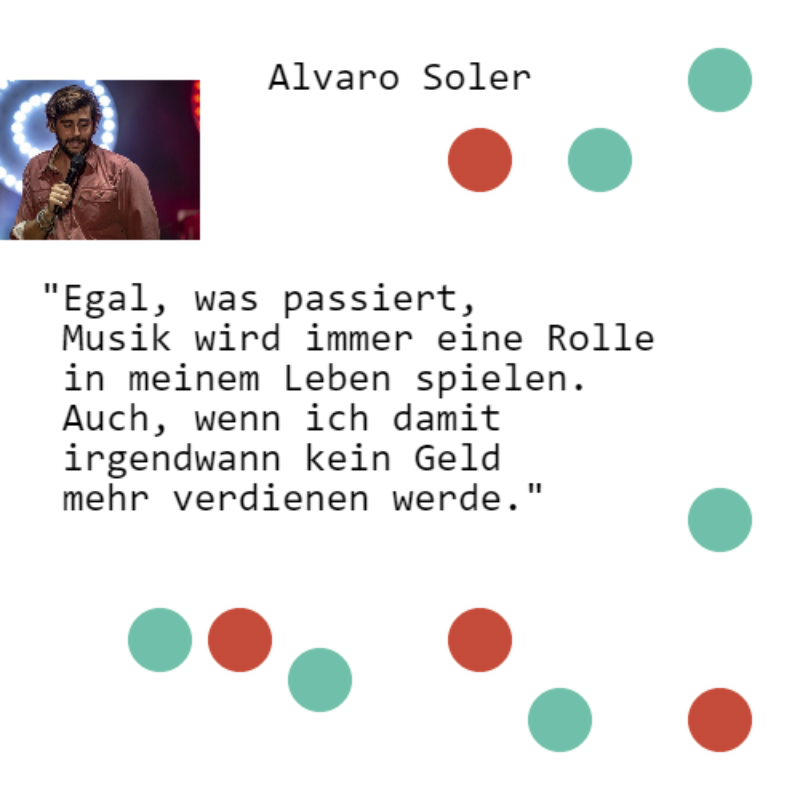 Alvaro Soler
"Egal, was passiert,
Musik wird immer eine Rolle
in meinem Leben spielen.
Auch, wenn ich damit
irgendwann kein Geld
mehr verdienen werde."